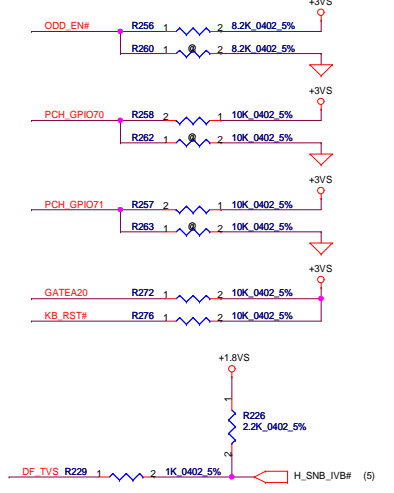 +3VS
ODD_EN# R256 1 2 8.2K_0402_5%
R260 1 @ 2 8.2K_0402_5%
+3VS
PCH_GPIO70 R258 2 1 10K_0402_5%
R262 1 @ 2 10K_0402_5%
+3VS
PCH_GPIO71 R257 2 1 10K_0402_5%
R263 1 @ 2 10K_0402_5%
+3VS
GATEA20 R272 1 2 10K_0402_5%
KB_RST# R276 1 2 10K_0402_5%
+1.8VS
1
R226
2.2K_0402_5%
2
DF_TVS R229 1 2 1K_0402_5% H_SNB_IVB# (5)